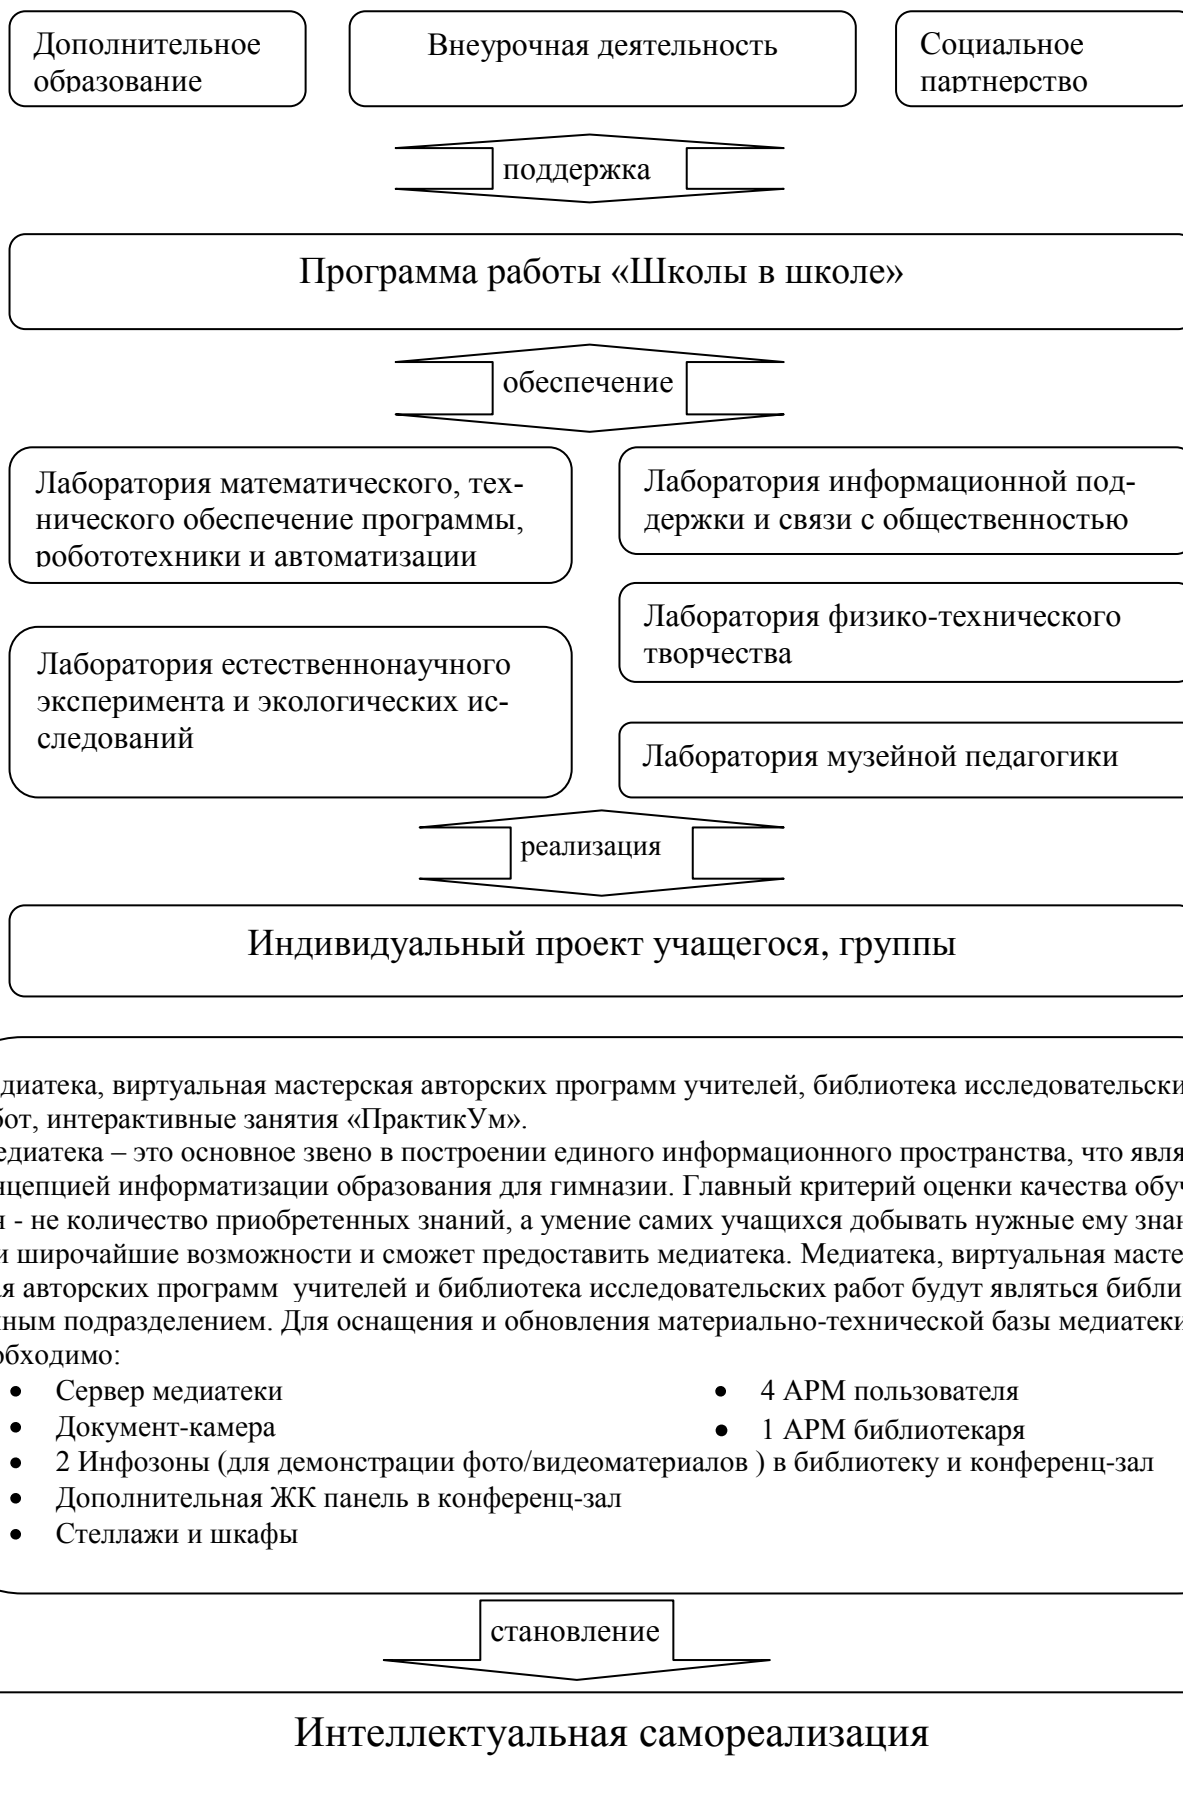 Дополнительное
образование
Внеурочная деятельность
Социальное
партнерство
поддержка
Программа работы «Школы в школе»
обеспечение
Лаборатория математического, тех-
нического обеспечение программы,
робототехники и автоматизации
Лаборатория информационной под-
держки и связи с общественностью
Лаборатория естественнонаучного
эксперимента и экологических ис-
следований
Лаборатория физико-технического
творчества
Лаборатория музейной педагогики
реализация
Индивидуальный проект учащегося, группы
диатека, виртуальная мастерская авторских программ учителей, библиотека исследовательски
бот, интерактивные занятия «ПрактикУм».
едиатека – это основное звено в построении единого информационного пространства, что явля
нцепцией информатизации образования для гимназии. Главный критерий оценки качества обуч
я - не количество приобретенных знаний, а умение самих учащихся добывать нужные ему знан
и широчайшие возможности и сможет предоставить медиатека. Медиатека, виртуальная масте
ая авторских программ  учителей и библиотека исследовательских работ будут являться библи
нным подразделением. Для оснащения и обновления материально-технической базы медиатеки
обходимо:
• Сервер медиатеки
• Документ-камера
• 4 АРМ пользователя
• 1 АРМ библиотекаря
• 2 Инфозоны (для демонстрации фото/видеоматериалов ) в библиотеку и конференц-зал
• Дополнительная ЖК панель в конференц-зал
• Стеллажи и шкафы
становление
Интеллектуальная самореализация